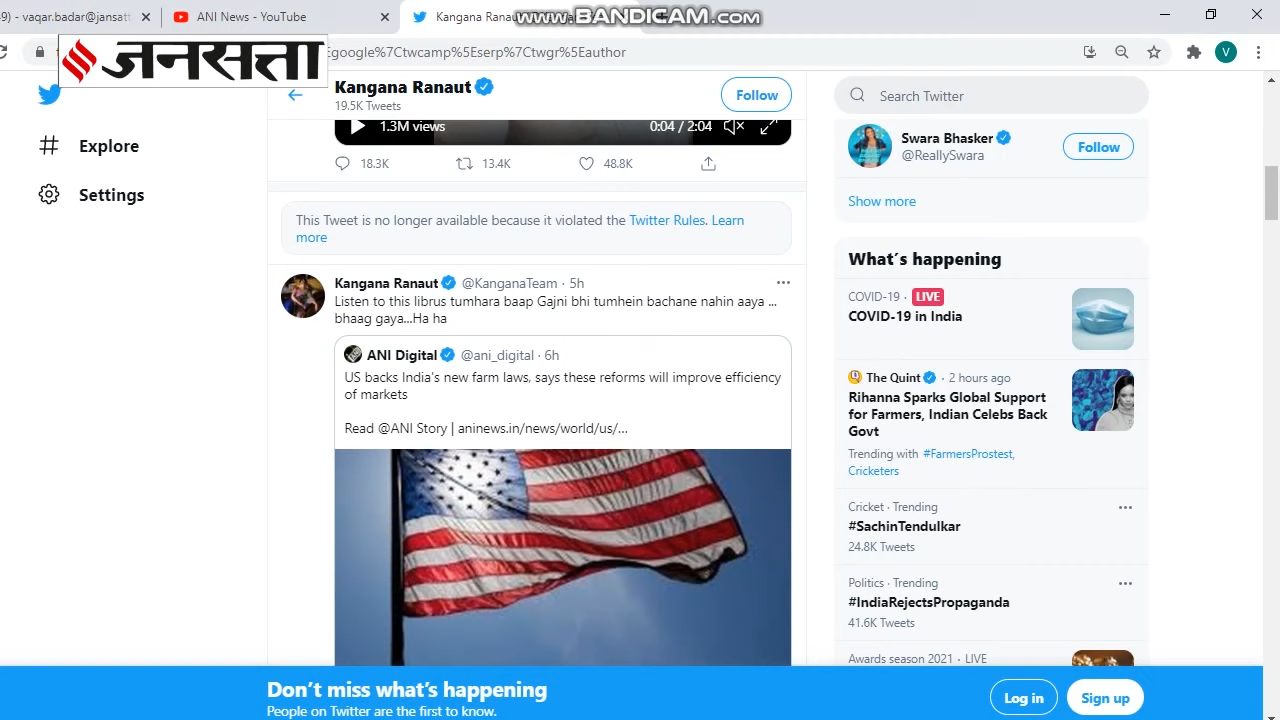 49) - vaqar.badar@jansatt
ANI News - YouTube
Kangana Ranau
www.BANDICAM.com
जनसत्ता
google%7Ctwcamp%5Eserp%7Ctwgr%5Eauthor
V
Explore
Settings
Kangana Ranaut
19.5K Tweets
Follow
1.3M views
0:04 / 2:04
18.3K
13.4K
48.8K
This Tweet is no longer available because it violated the Twitter Rules. Learn
more
Kangana Ranaut @KanganaTeam · 5h
Listen to this librus tumhara baap Gajni bhi tumhein bachane nahin aaya ...
bhaag gaya...Ha ha
ANI Digital @ani_digital · 6h
US backs India's new farm laws, says these reforms will improve efficiency
of markets
Read @ANI Story | aninews.in/news/world/us/...
Search Twitter
Swara Bhasker
@ReallySwara
Follow
Show more
What's happening
COVID-19 · LIVE
COVID-19 in India
The Quint · 2 hours ago
Rihanna Sparks Global Support
for Farmers, Indian Celebs Back
Govt
Trending with #FarmersProstest,
Cricketers
Cricket · Trending
#SachinTendulkar
24.8K Tweets
Politics · Trending
#IndiaRejectsPropaganda
41.6K Tweets
Awards season 2021 · LIVE
Don't miss what's happening
People on Twitter are the first to know.
Log in
Sign up